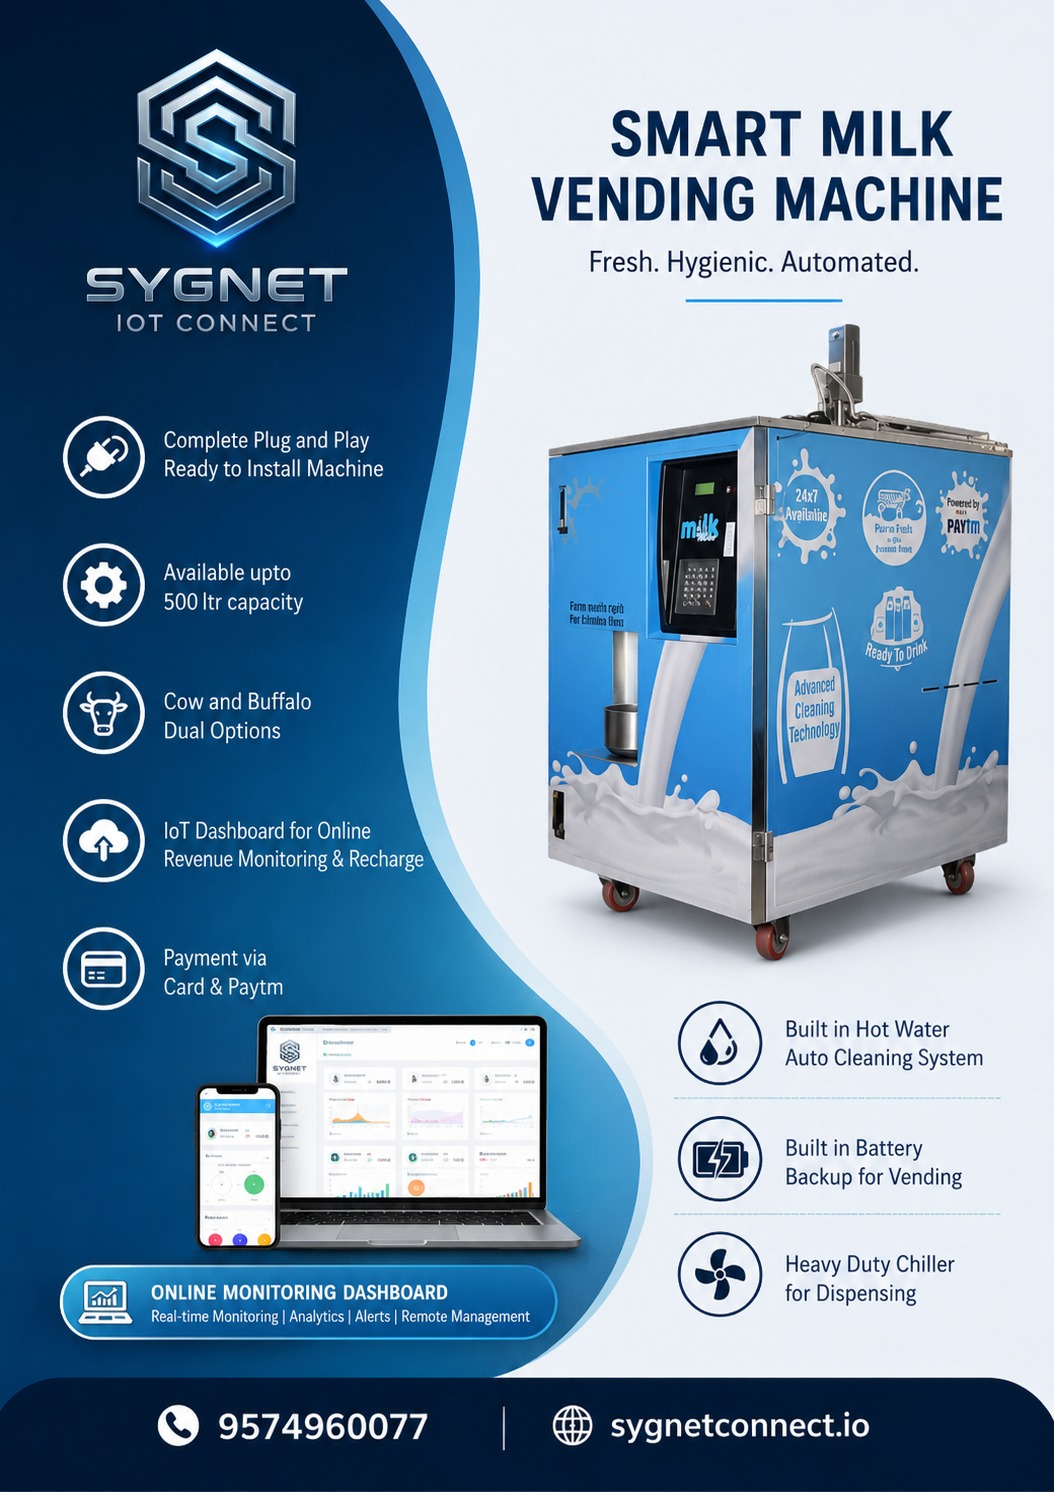 SYGNET
IOT CONNECT
SMART MILK
VENDING MACHINE
Fresh. Hygienic. Automated.
Complete Plug and Play
Ready to Install Machine
Available upto
500 ltr capacity
Cow and Buffalo
Dual Options
IoT Dashboard for Online
Revenue Monitoring & Recharge
Payment via
Card & Paytm
milk
24x7
Available
Powered by
PAYTM
Ready To Drink
Advanced
Cleaning
Technology
SYGNET
Built in Hot Water
Auto Cleaning System
Built in Battery
Backup for Vending
Heavy Duty Chiller
for Dispensing
ONLINE MONITORING DASHBOARD
Real-time Monitoring | Analytics | Alerts | Remote Management
9574960077
sygnetconnect.io